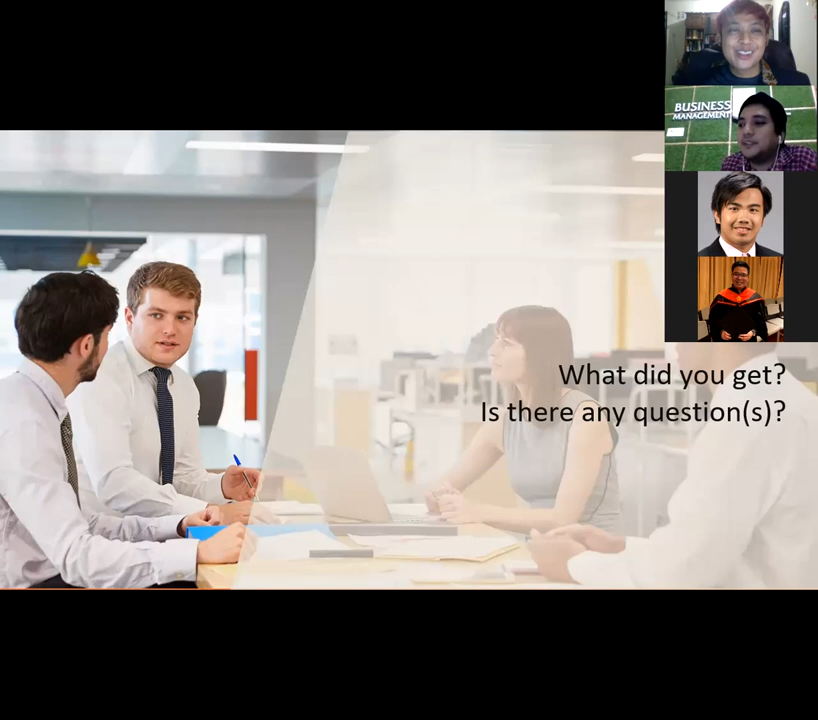 BUSINESS
MANAGEMENT
What did you get?
Is there any question(s)?